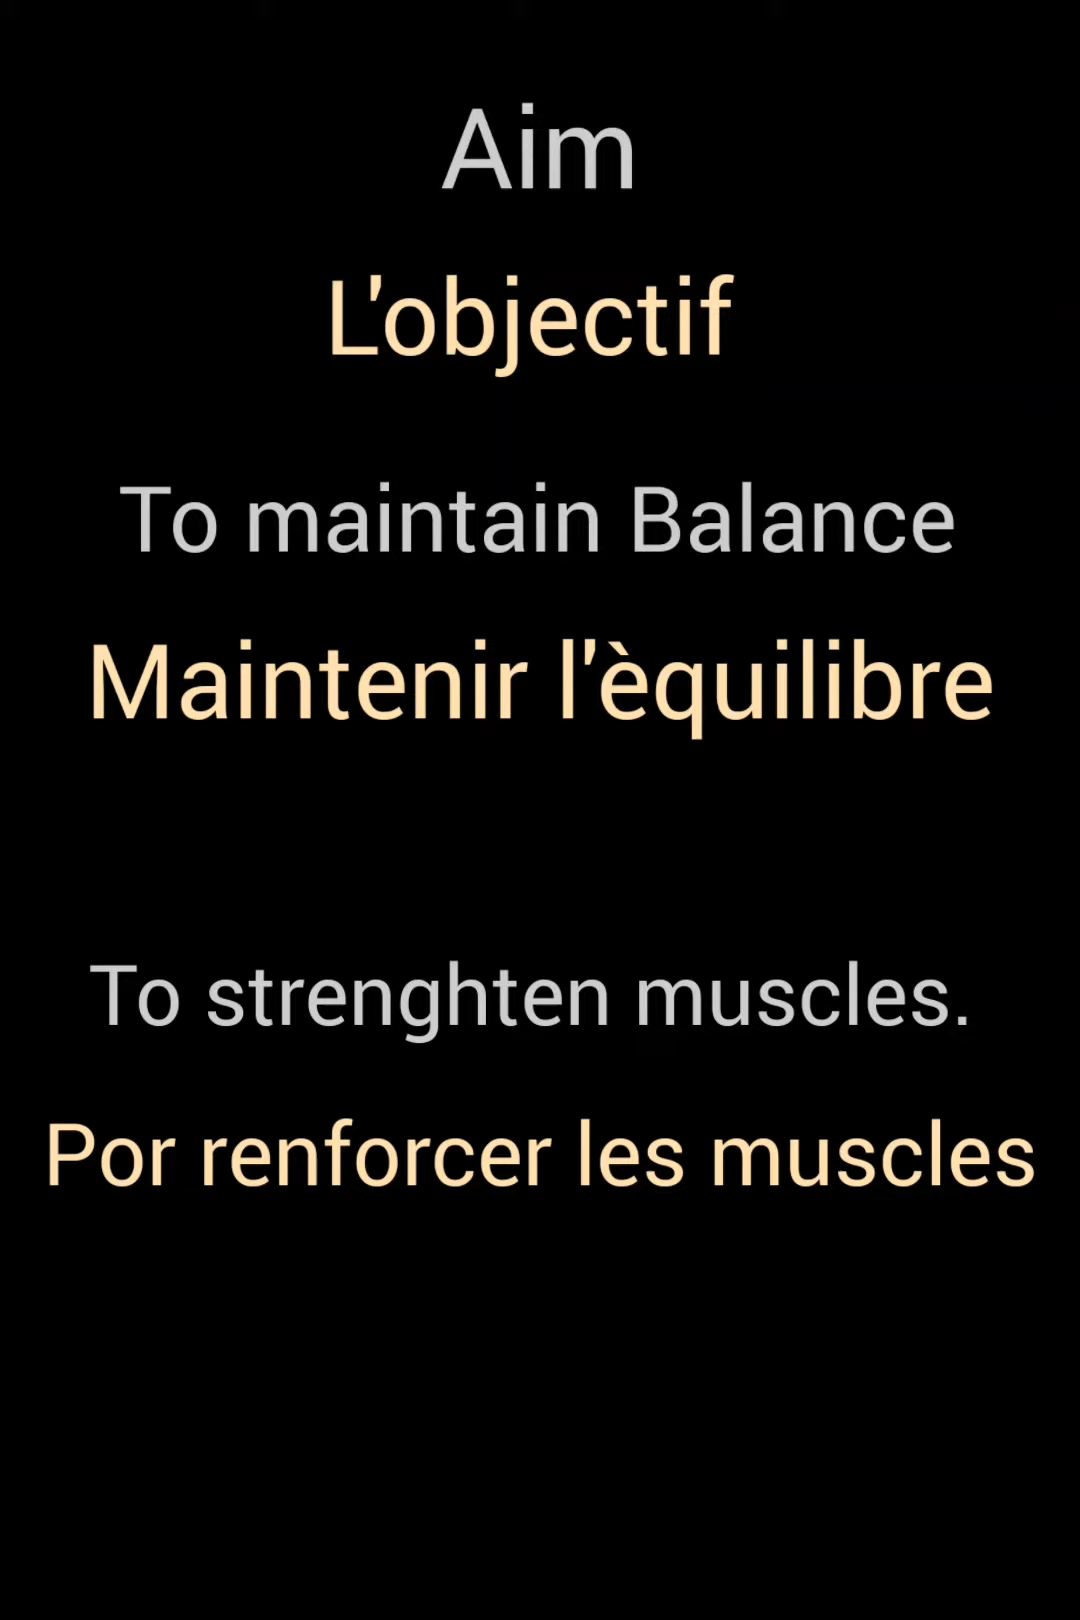 Aim
L'objectif
To maintain Balance
Maintenir l'èquilibre
To strenghten muscles.
Por renforcer les muscles